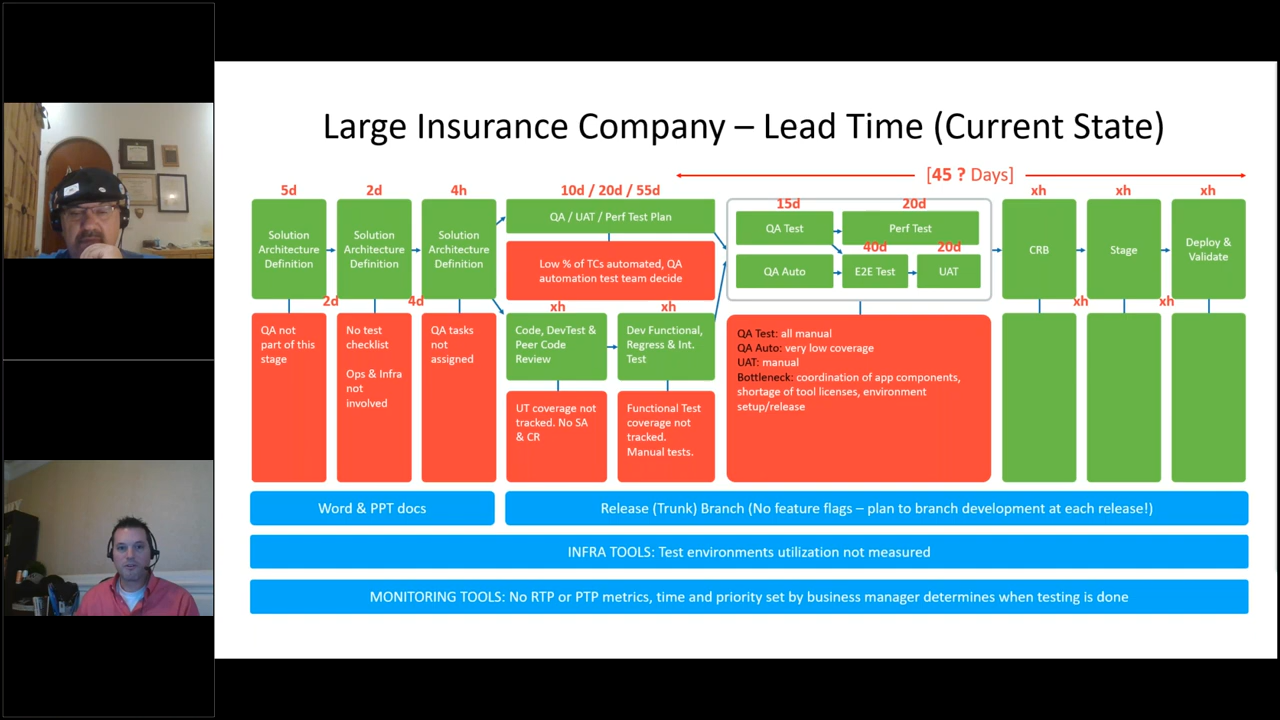 Large Insurance Company – Lead Time (Current State)
[45 ? Days]
5d
2d
4h
10d / 20d / 55d
xh
xh
xh
Solution
Architecture
Definition
Solution
Architecture
Definition
Solution
Architecture
Definition
QA / UAT / Perf Test Plan
Low % of TCs automated, QA
automation test team decide
15d
20d
QA Test
Perf Test
40d
20d
QA Auto
E2E Test
UAT
CRB
Stage
Deploy &
Validate
2d
4d
xh
xh
xh
xh
QA not
part of this
stage
No test
checklist
Ops & Infra
not
involved
QA tasks
not
assigned
Code, DevTest &
Peer Code
Review
Dev Functional,
Regress & Int.
Test
UT coverage not
tracked. No SA
& CR
Functional Test
coverage not
tracked.
Manual tests.
QA Test: all manual
QA Auto: very low coverage
UAT: manual
Bottleneck: coordination of app components,
shortage of tool licenses, environment
setup/release
Word & PPT docs
Release (Trunk) Branch (No feature flags – plan to branch development at each release!)
INFRA TOOLS: Test environments utilization not measured
MONITORING TOOLS: No RTP or PTP metrics, time and priority set by business manager determines when testing is done